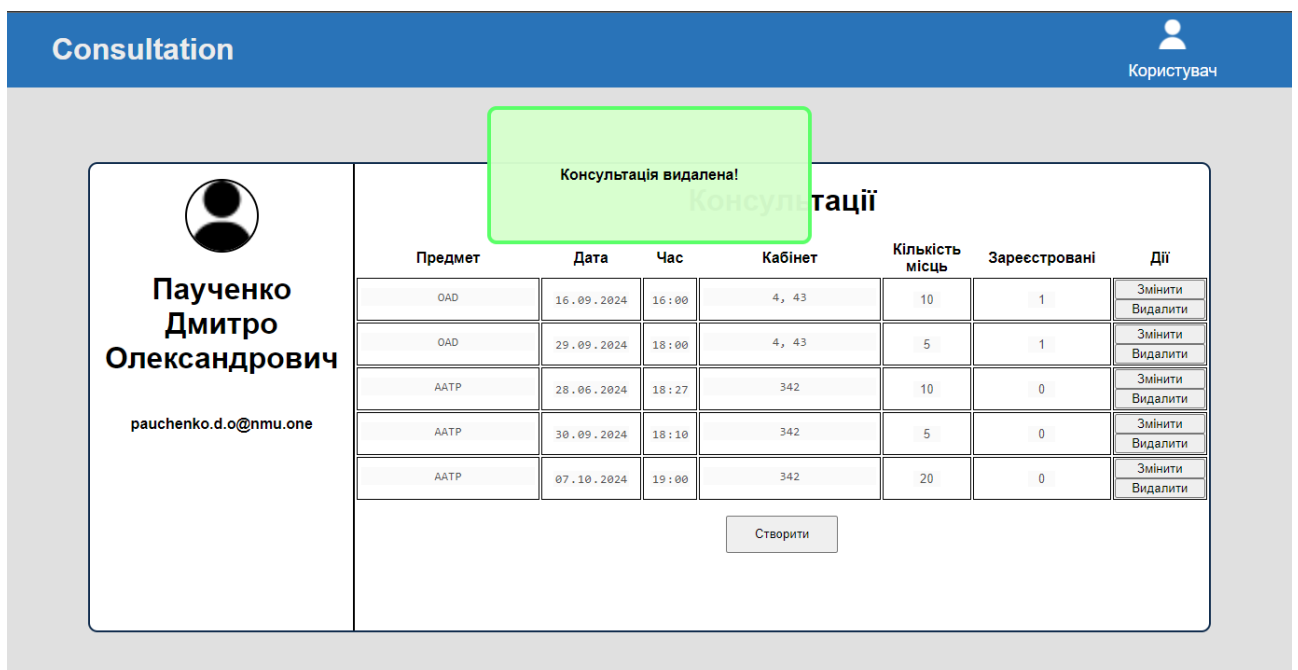 Consultation
Користувач
Консультація видалена!
Консультації
Паученко
Дмитро
Олександрович
pauchenko.d.o@nmu.one
Предмет Дата Час Кабінет Кількість місць Зареєстровані Дії
OAD 16.09.2024 16:00 4, 43 10 1 Змінити Видалити
OAD 29.09.2024 18:00 4, 43 5 1 Змінити Видалити
ААТР 28.06.2024 18:27 342 10 0 Змінити Видалити
ААТР 30.09.2024 18:10 342 5 0 Змінити Видалити
ААТР 07.10.2024 19:00 342 20 0 Змінити Видалити
Створити